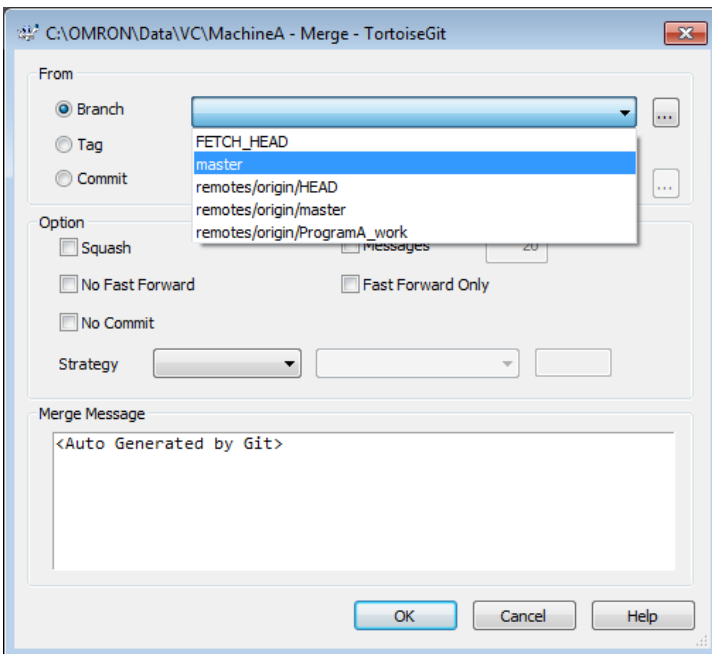 C:\OMRON\Data\VC\MachineA - Merge - TortoiseGit
From
Branch
...
Tag
FETCH_HEAD
master
Commit
remotes/origin/HEAD
...
remotes/origin/master
remotes/origin/ProgramA_work
Option
Squash
Messages
20
No Fast Forward
Fast Forward Only
No Commit
Strategy
Merge Message
<Auto Generated by Git>
OK
Cancel
Help